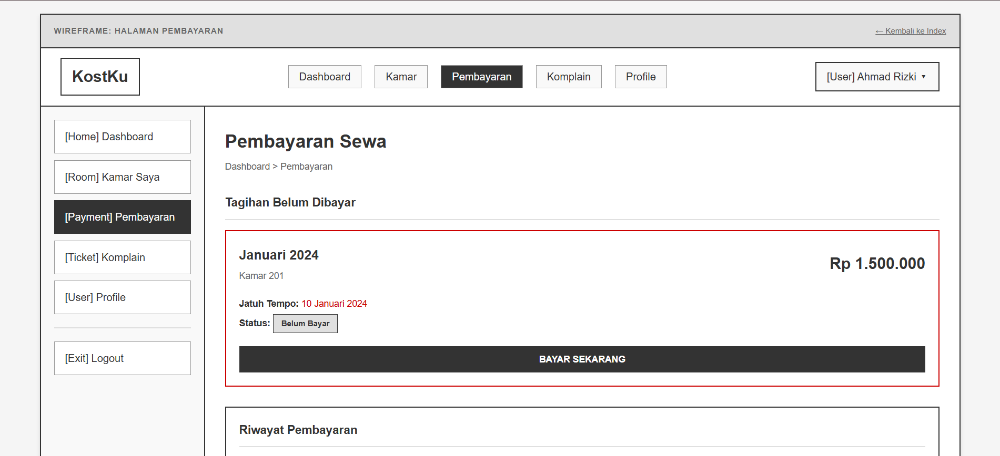 WIREFRAME: HALAMAN PEMBAYARAN
← Kembali ke Index
KostKu
Dashboard
Kamar
Pembayaran
Komplain
Profile
[User] Ahmad Rizki ▼
[Home] Dashboard
[Room] Kamar Saya
[Payment] Pembayaran
[Ticket] Komplain
[User] Profile
[Exit] Logout
Pembayaran Sewa
Dashboard > Pembayaran
Tagihan Belum Dibayar
Januari 2024
Kamar 201
Rp 1.500.000
Jatuh Tempo: 10 Januari 2024
Status: Belum Bayar
BAYAR SEKARANG
Riwayat Pembayaran